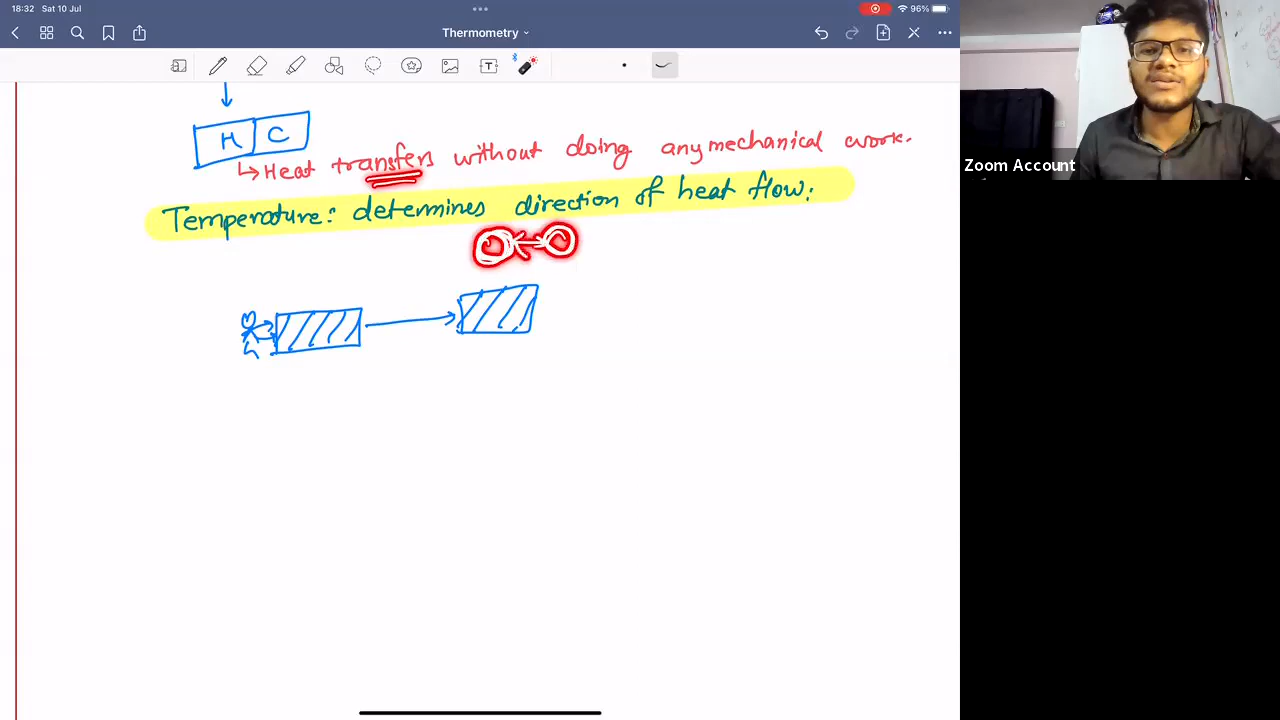 18:32 Sat 10 Jul
96%
Thermometry
T
H C
Heat transfers without doing any mechanical work.
Temperature: determines direction of heat flow:
Zoom Account